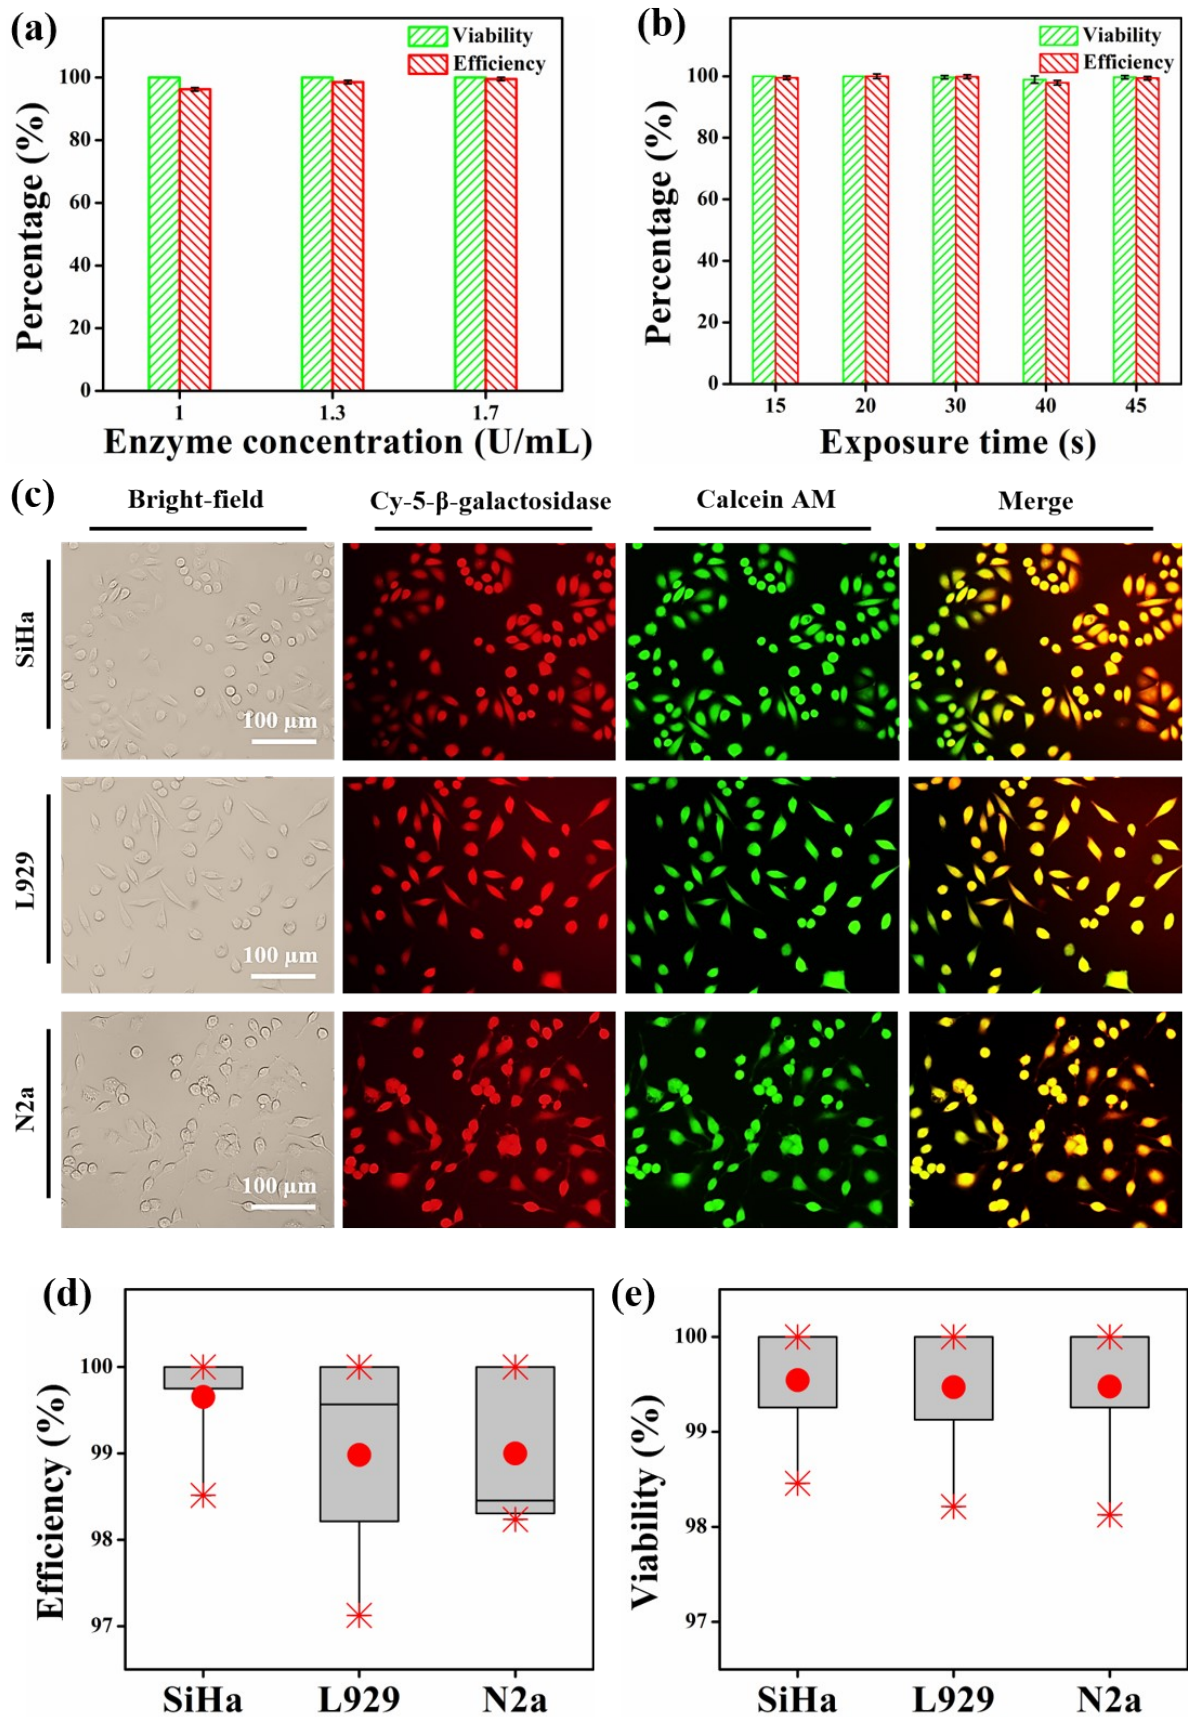 (a)
Viability
Efficiency
100
80
60
40
20
0
Percentage (%)
1 1.3 1.7
Enzyme concentration (U/mL)
(b)
Viability
Efficiency
100
80
60
40
20
0
Percentage (%)
15 20 30 40 45
Exposure time (s)
(c)
Bright-field Cy-5-β-galactosidase Calcein AM Merge
SiHa
100 µm
L929
100 µm
N2a
100 µm
(d)
100
99
98
97
Efficiency (%)
SiHa L929 N2a
(e)
100
99
98
97
Viability (%)
SiHa L929 N2a